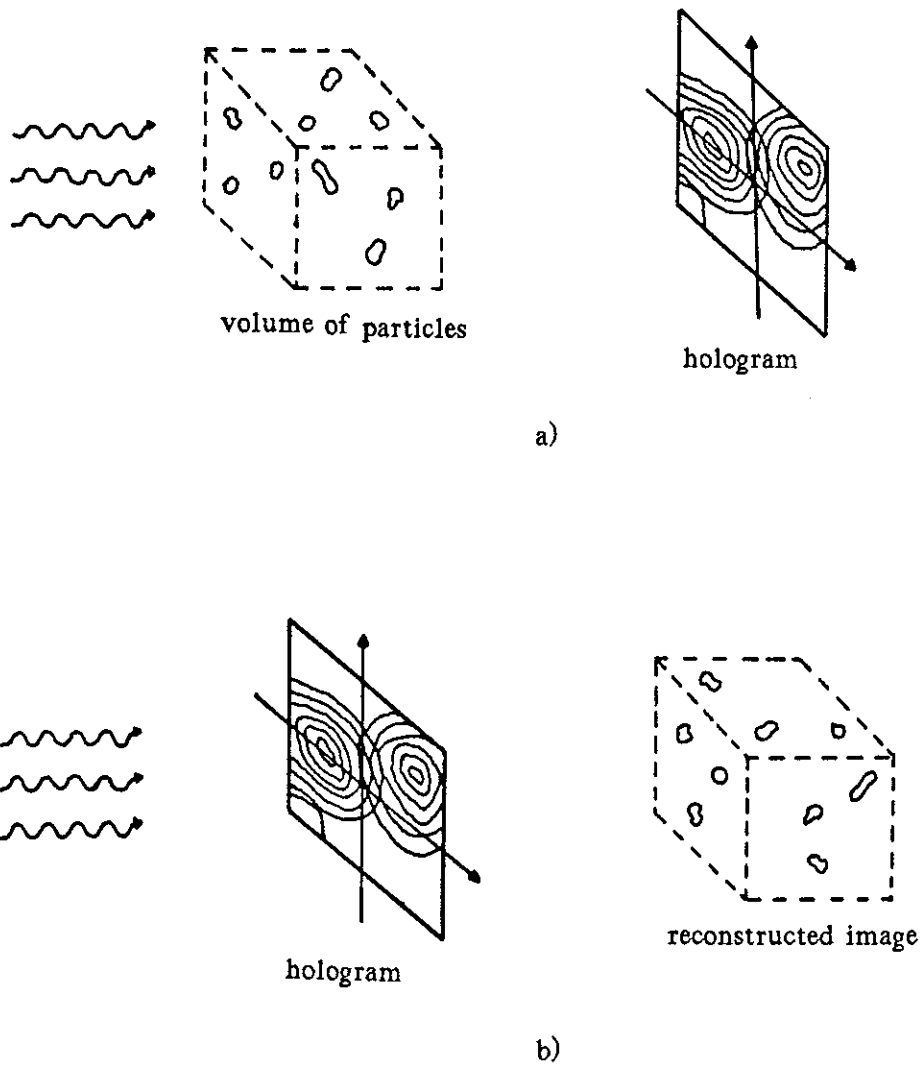 volume of particles
hologram
a)
hologram
reconstructed image
b)